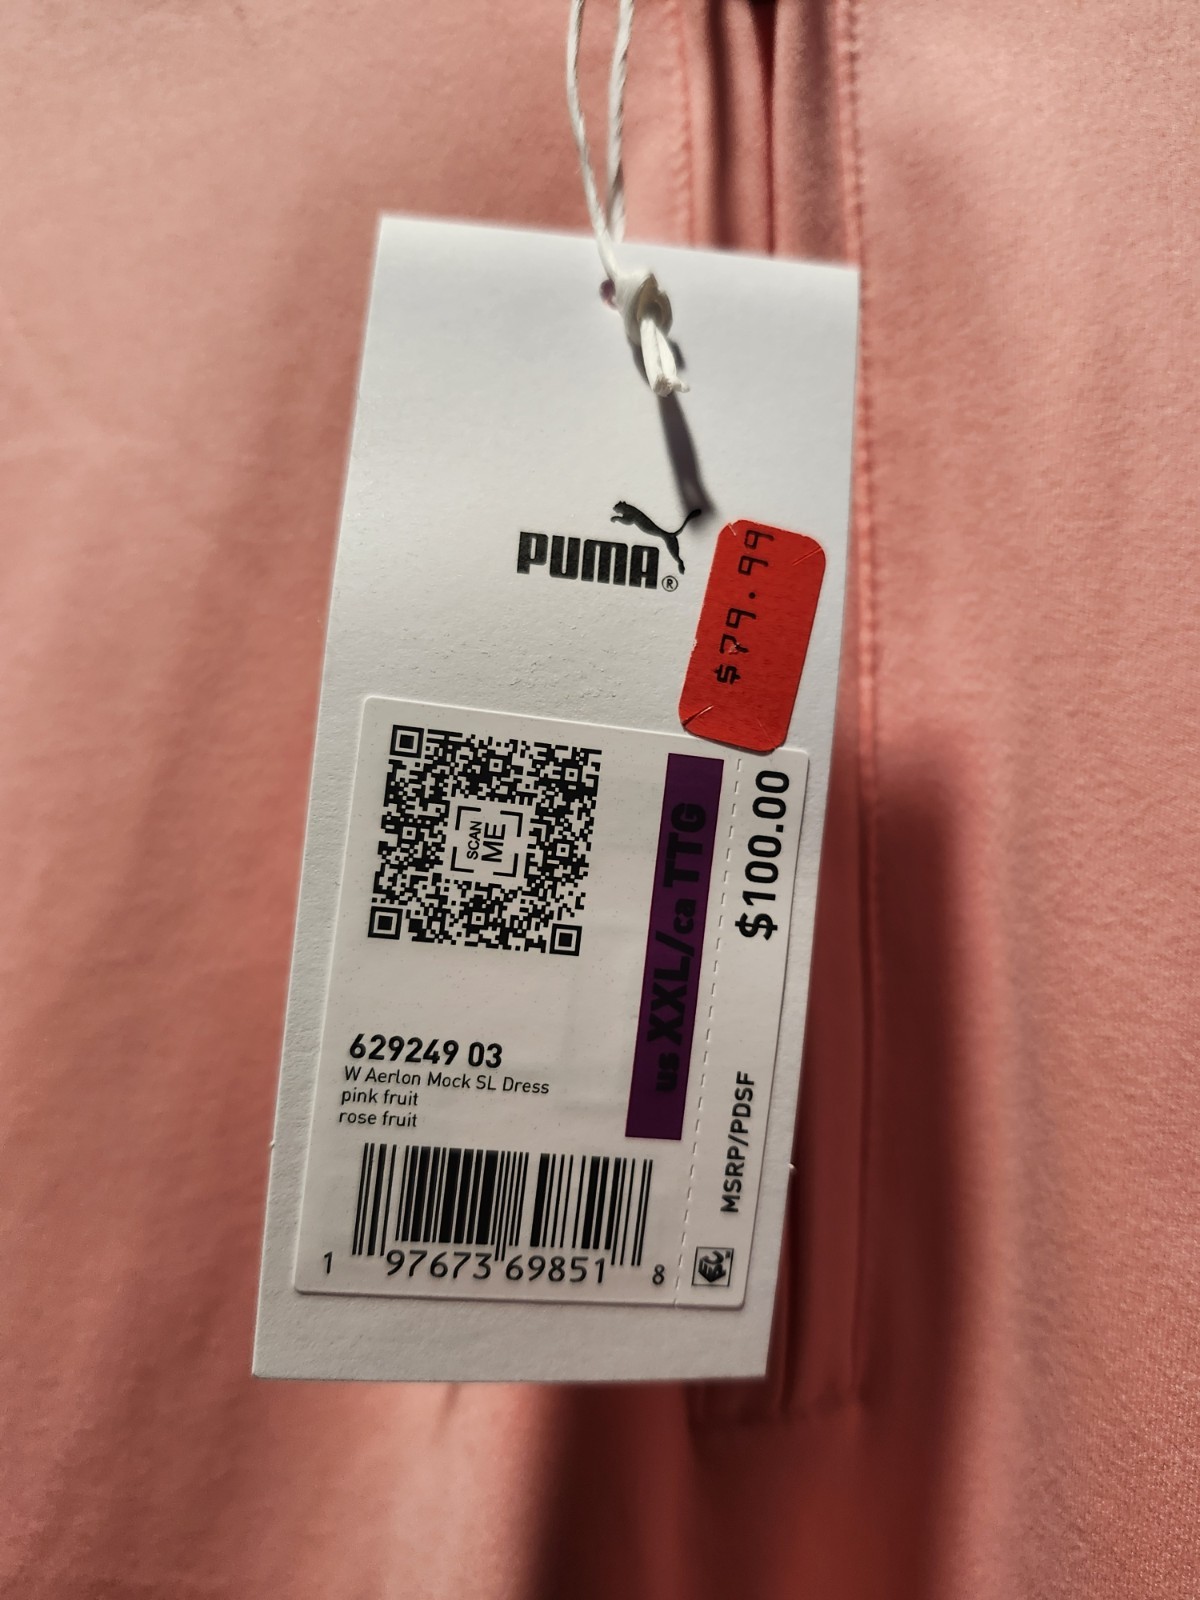 PUMA®
$79.99
SCAN
ME
us XXL/ca TTG
$100.00
MSRP/PDSF
629249 03
W Aerlon Mock SL Dress
pink fruit
rose fruit
1 97673 69851 8